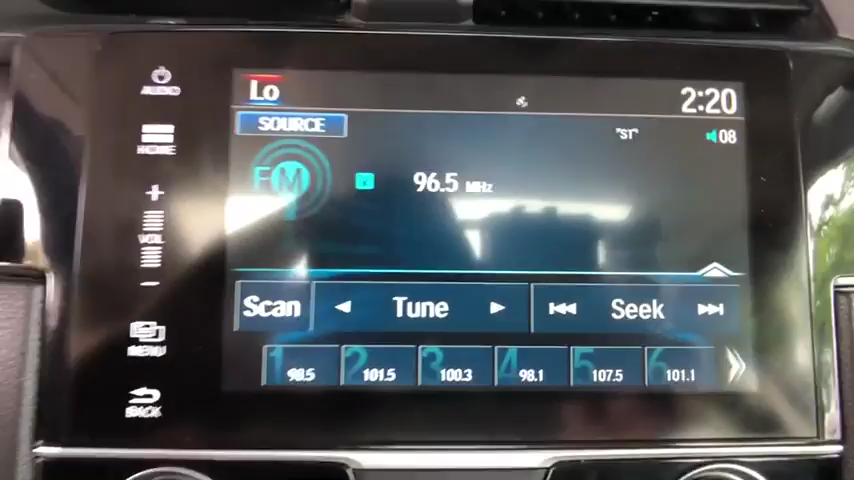 AUDIO
HOME
+
VOL
−
MENU
BACK
Lo
2:20
SOURCE
"ST"
08
FM
96.5 MHz
Scan
Tune
Seek
1 98.5
2 101.5
3 100.3
4 98.1
5 107.5
6 101.1